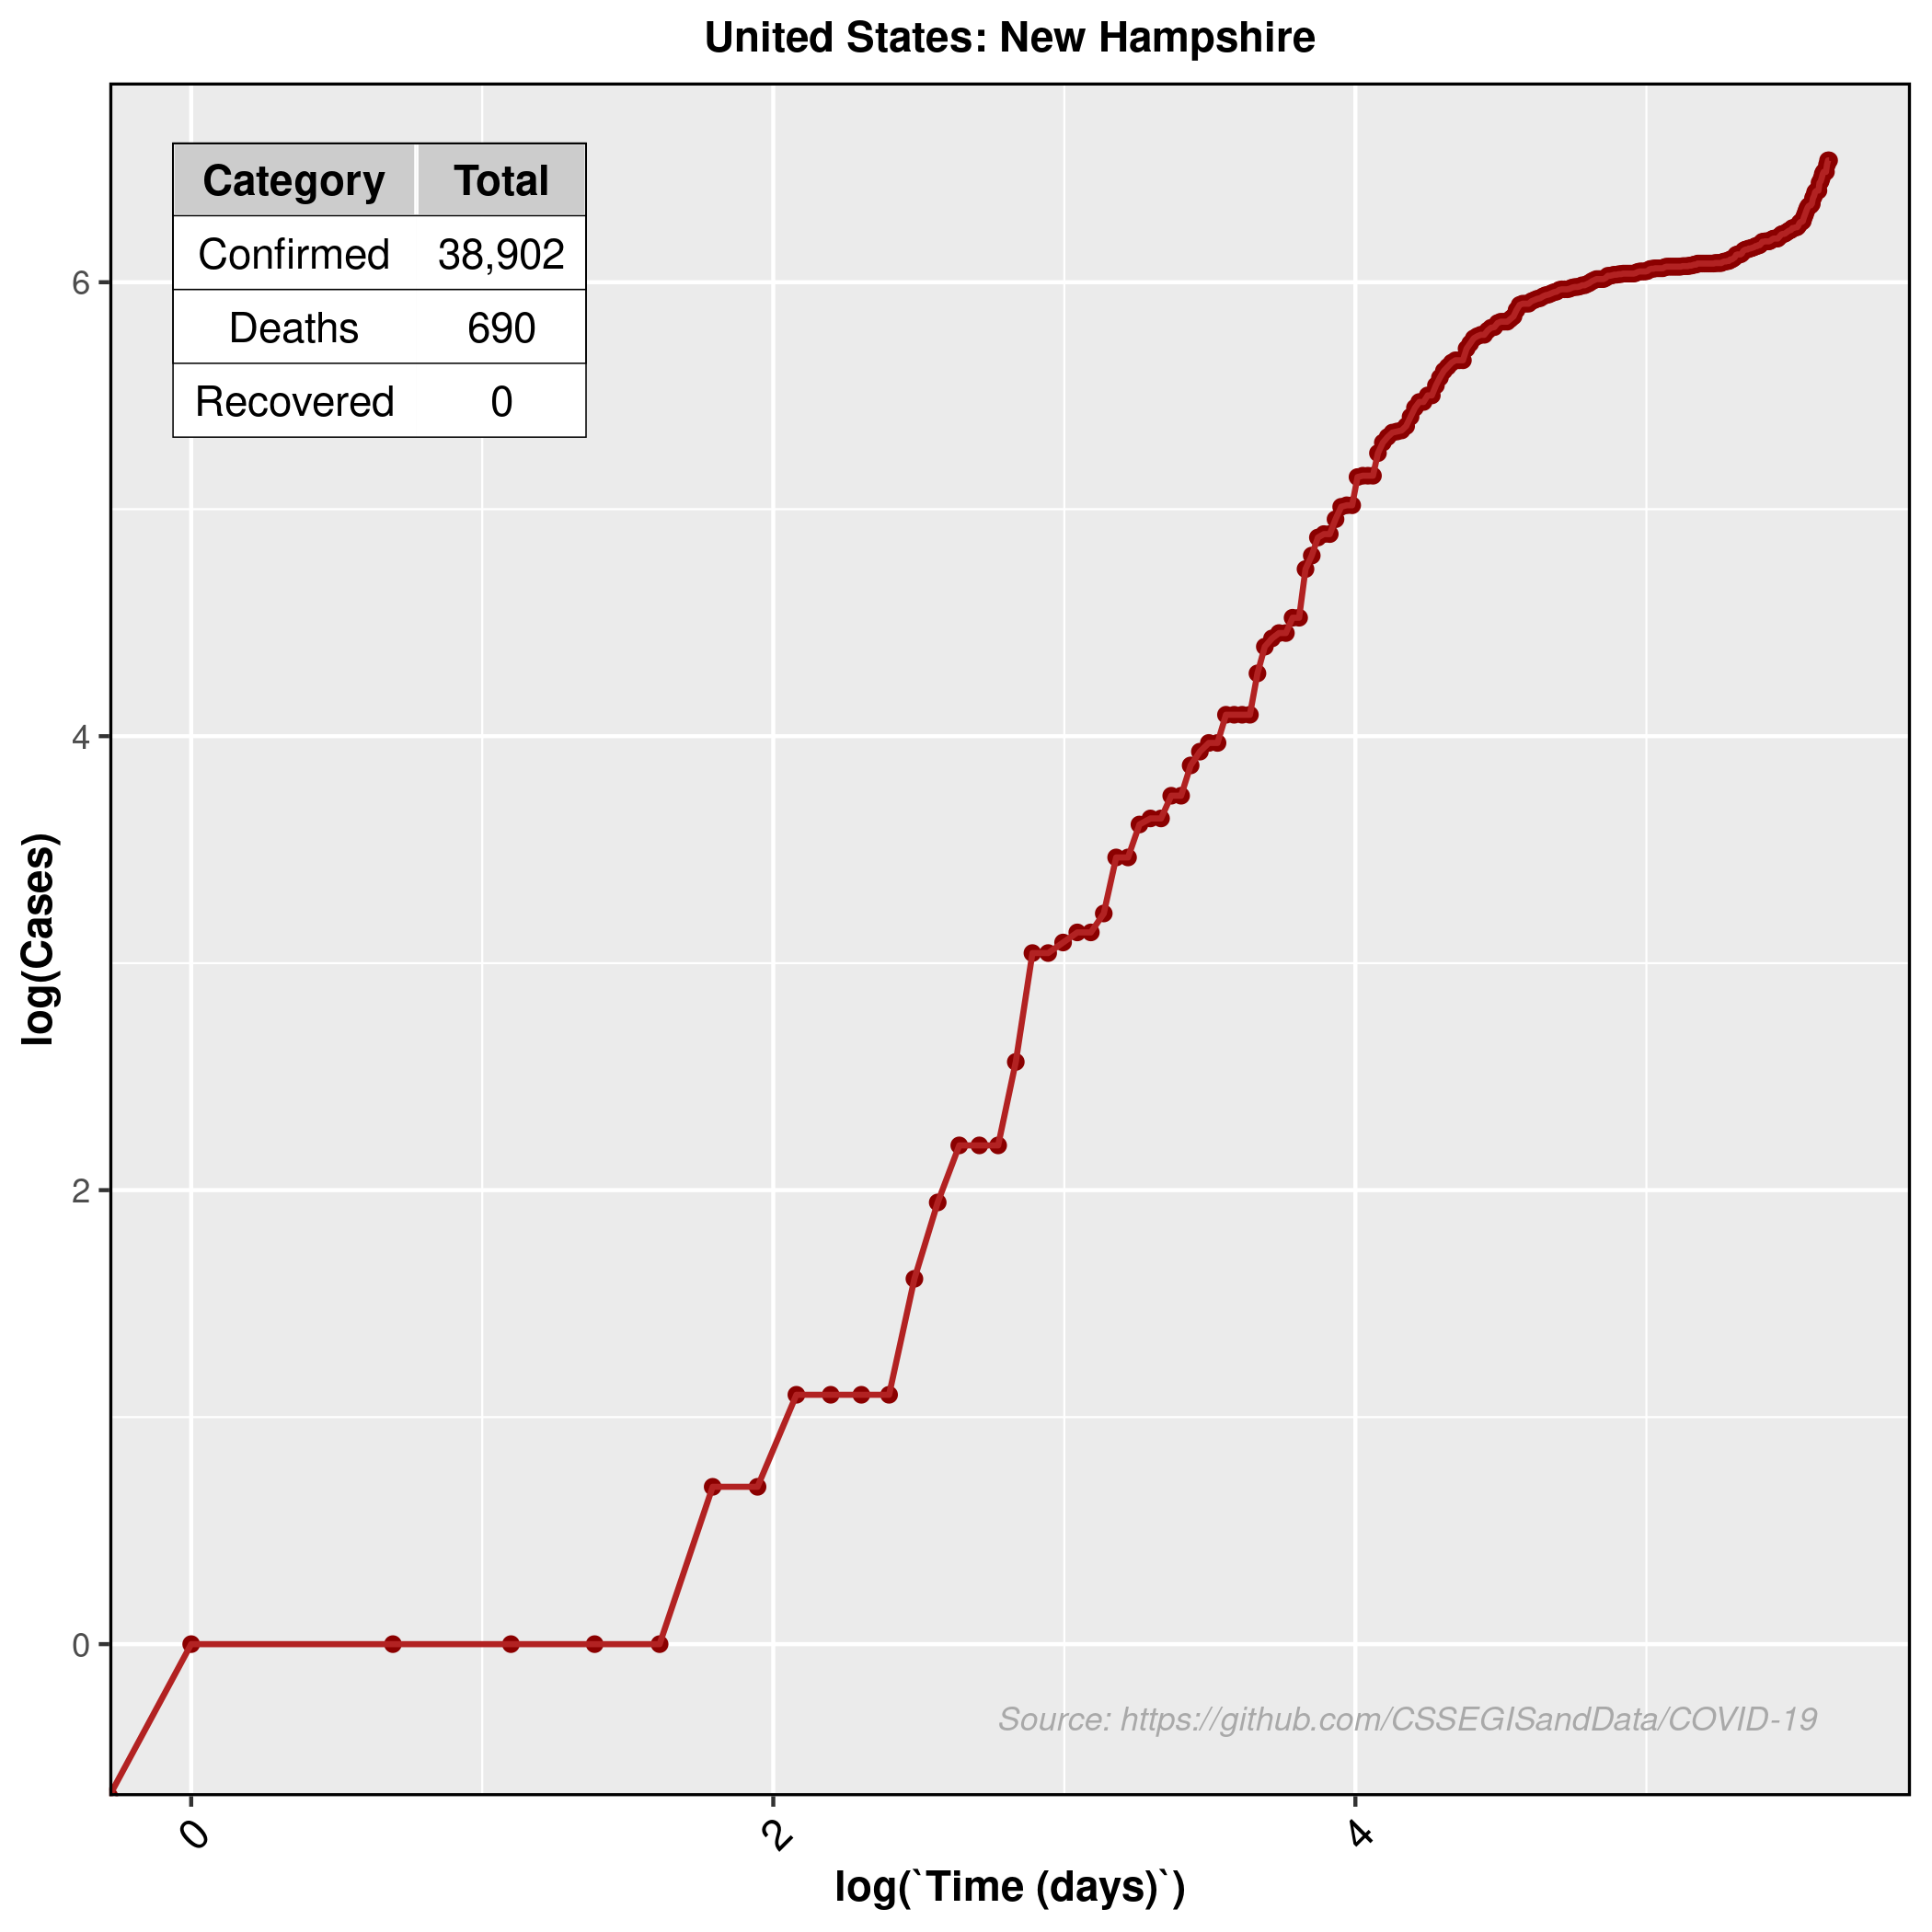 United States: New Hampshire
Category Total
Confirmed 38,902
Deaths 690
Recovered 0
6
4
2
0
log(Cases)
Source: https://github.com/CSSEGISandData/COVID-19
0 2 4
log(`Time (days)`)